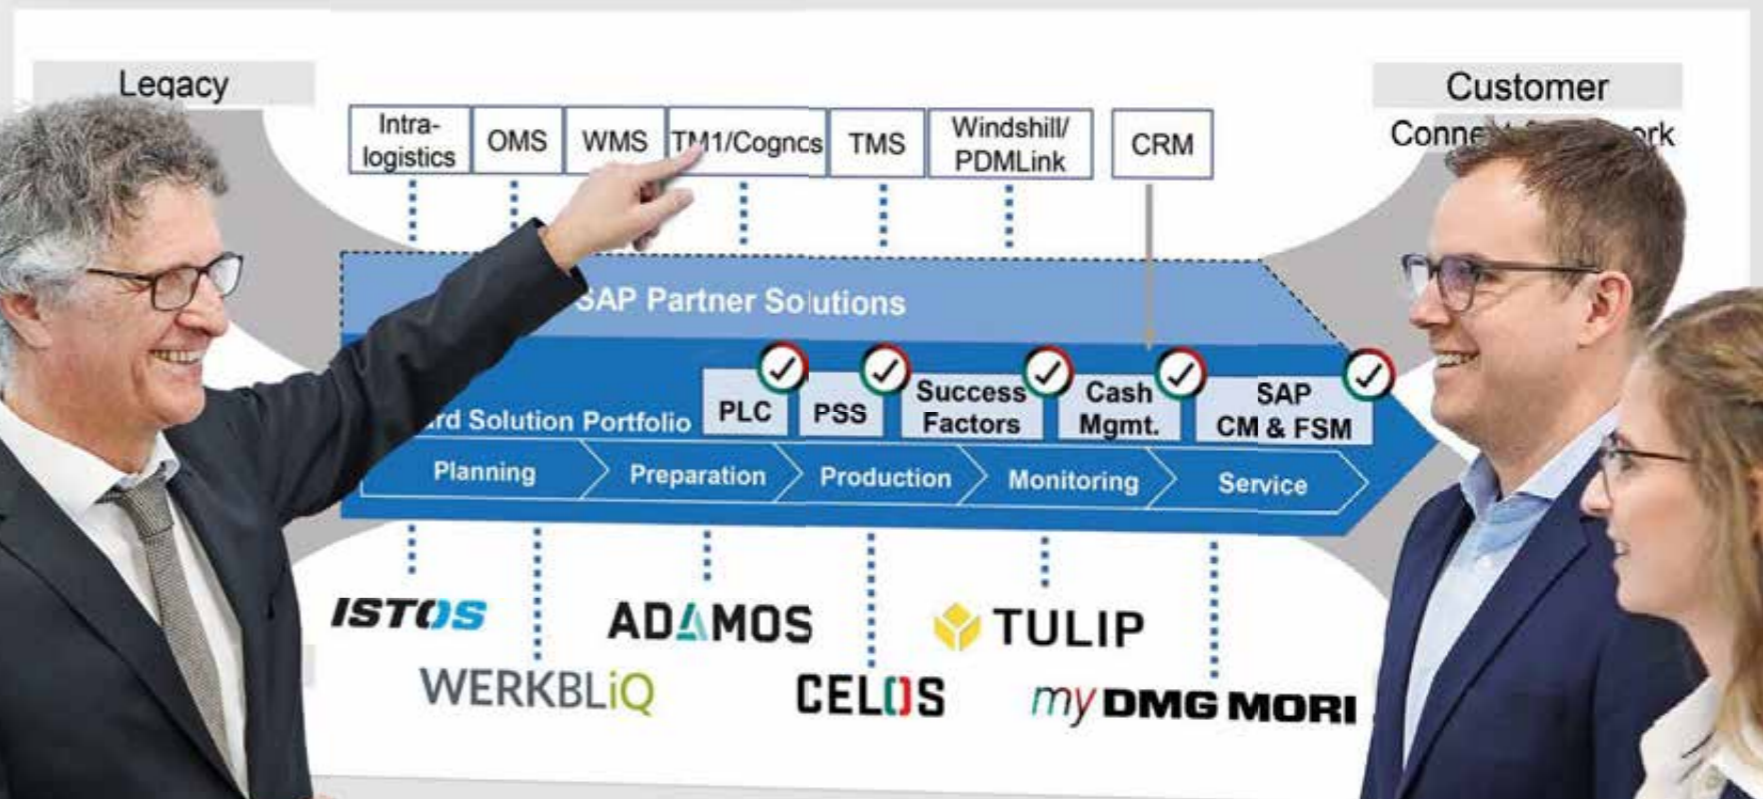 Legacy
Customer
Intra-
logistics
OMS
WMS
TM1/Cogncs
TMS
Windshill/
PDMLink
CRM
SAP Partner Solutions
rd Solution Portfolio
PLC
PSS
Success
Factors
Cash
Mgmt.
SAP
CM & FSM
Planning
Preparation
Production
Monitoring
Service
ISTOS
ADAMOS
TULIP
WERKBLiQ
CELOS
my DMG MORI